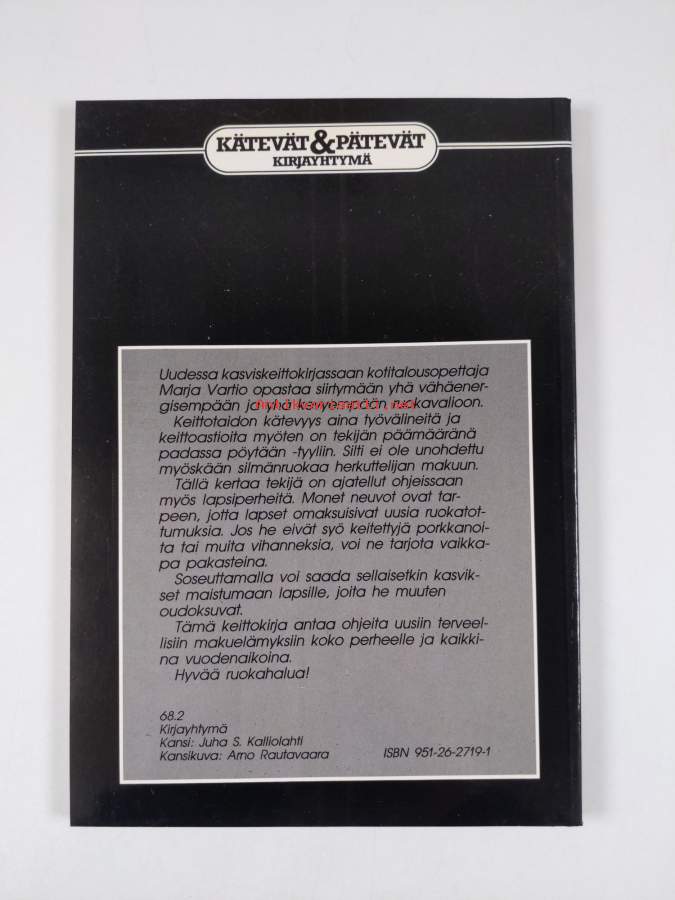 KÄTEVÄT & PÄTEVÄT
KIRJAYHTYMÄ
Uudessa kasviskeittokirjassaan kotitalousopettaja
Marja Vartio opastaa siirtymään yhä vähäener-
gisempään ja yhä kevyempään ruokavalioon.
Keittotaidon kätevyys aina työvälineitä ja
keittoastioita myöten on tekijän päämääränä
padassa pöytään -tyyliin. Silti ei ole unohdettu
myöskään silmänruokaa herkuttelijan makuun.
Tällä kertaa tekijä on ajatellut ohjeissaan
myös lapsiperheitä. Monet neuvot ovat tar-
peen, jotta lapset omaksuisivat uusia ruokatot-
tumuksia. Jos he eivät syö keitettyjä porkkanoi-
ta tai muita vihanneksia, voi ne tarjota vaikka-
pa pakasteina.
Soseuttamalla voi saada sellaisetkin kasvik-
set maistumaan lapsille, joita he muuten
oudoksuvat.
Tämä keittokirja antaa ohjeita uusiin terveel-
lisiin makuelämyksiin koko perheelle ja kaikki-
na vuodenaikoina.
Hyvää ruokahalua!
68.2
Kirjayhtymä
Kansi: Juha S. Kalliolahti
Kansikuva: Arno Rautavaara
ISBN 951-26-2719-1